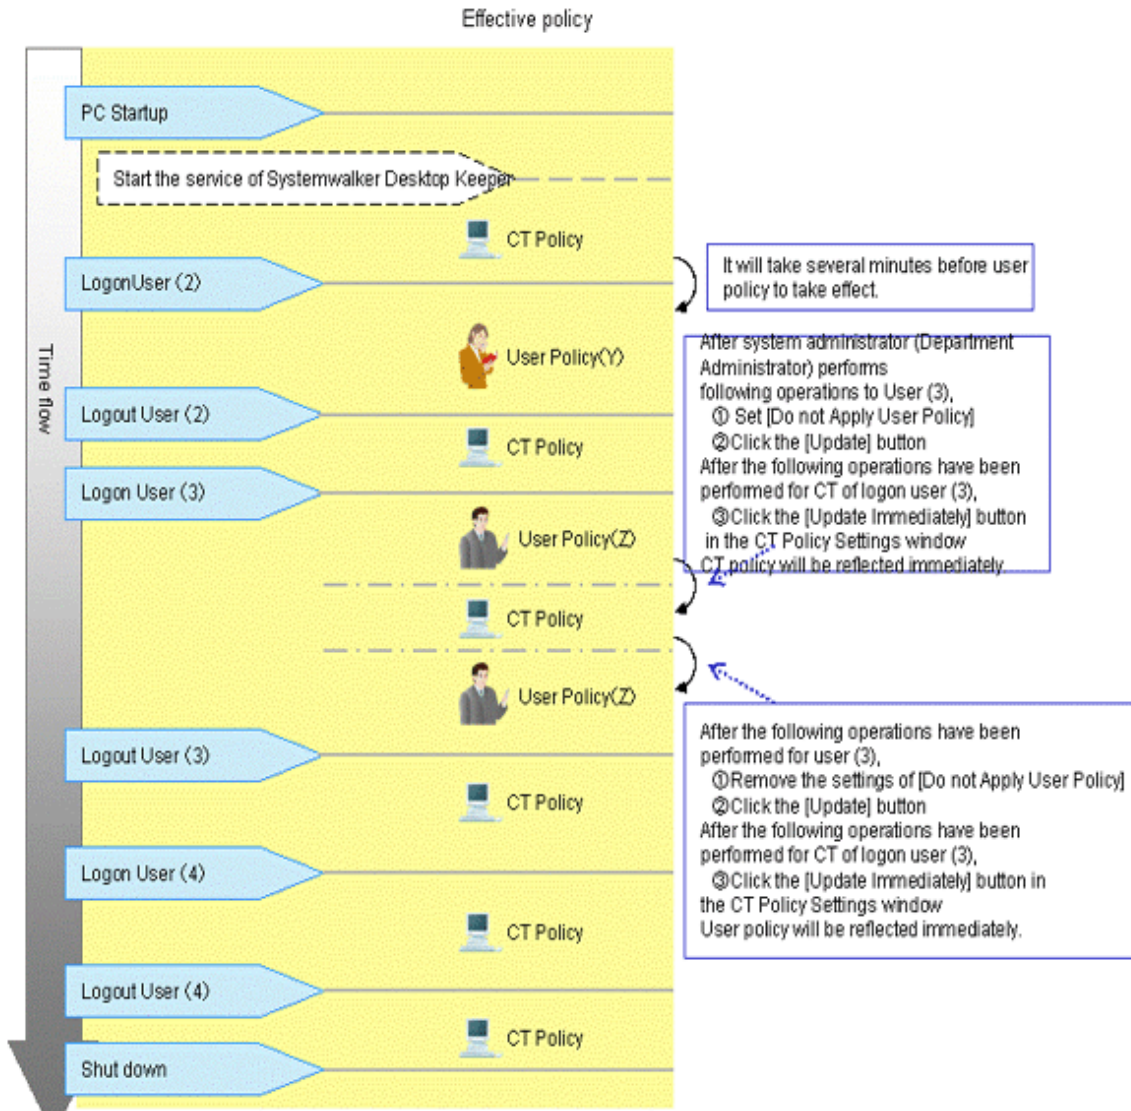 Effective policy
PC Startup
Start the service of Systemwalker Desktop Keeper
CT Policy
LogonUser (2)
It will take several minutes before user
policy to take effect.
Time flow
User Policy(Y)
After system administrator (Department
Administrator) performs
following operations to User (3),
① Set [Do not Apply User Policy]
②Click the [Update] button
After the following operations have been
performed for CT of logon user (3),
③Click the [Update Immediately] button
in the CT Policy Settings window
CT policy will be reflected immediately.
Logout User (2)
CT Policy
Logon User (3)
User Policy(Z)
CT Policy
User Policy(Z)
After the following operations have been
performed for user (3),
①Remove the settings of [Do not Apply User Policy]
②Click the [Update] button
After the following operations have been
performed for CT of logon user (3),
③Click the [Update Immediately] button in
the CT Policy Settings window
User policy will be reflected immediately.
Logout User (3)
CT Policy
Logon User (4)
CT Policy
Logout User (4)
CT Policy
Shut down